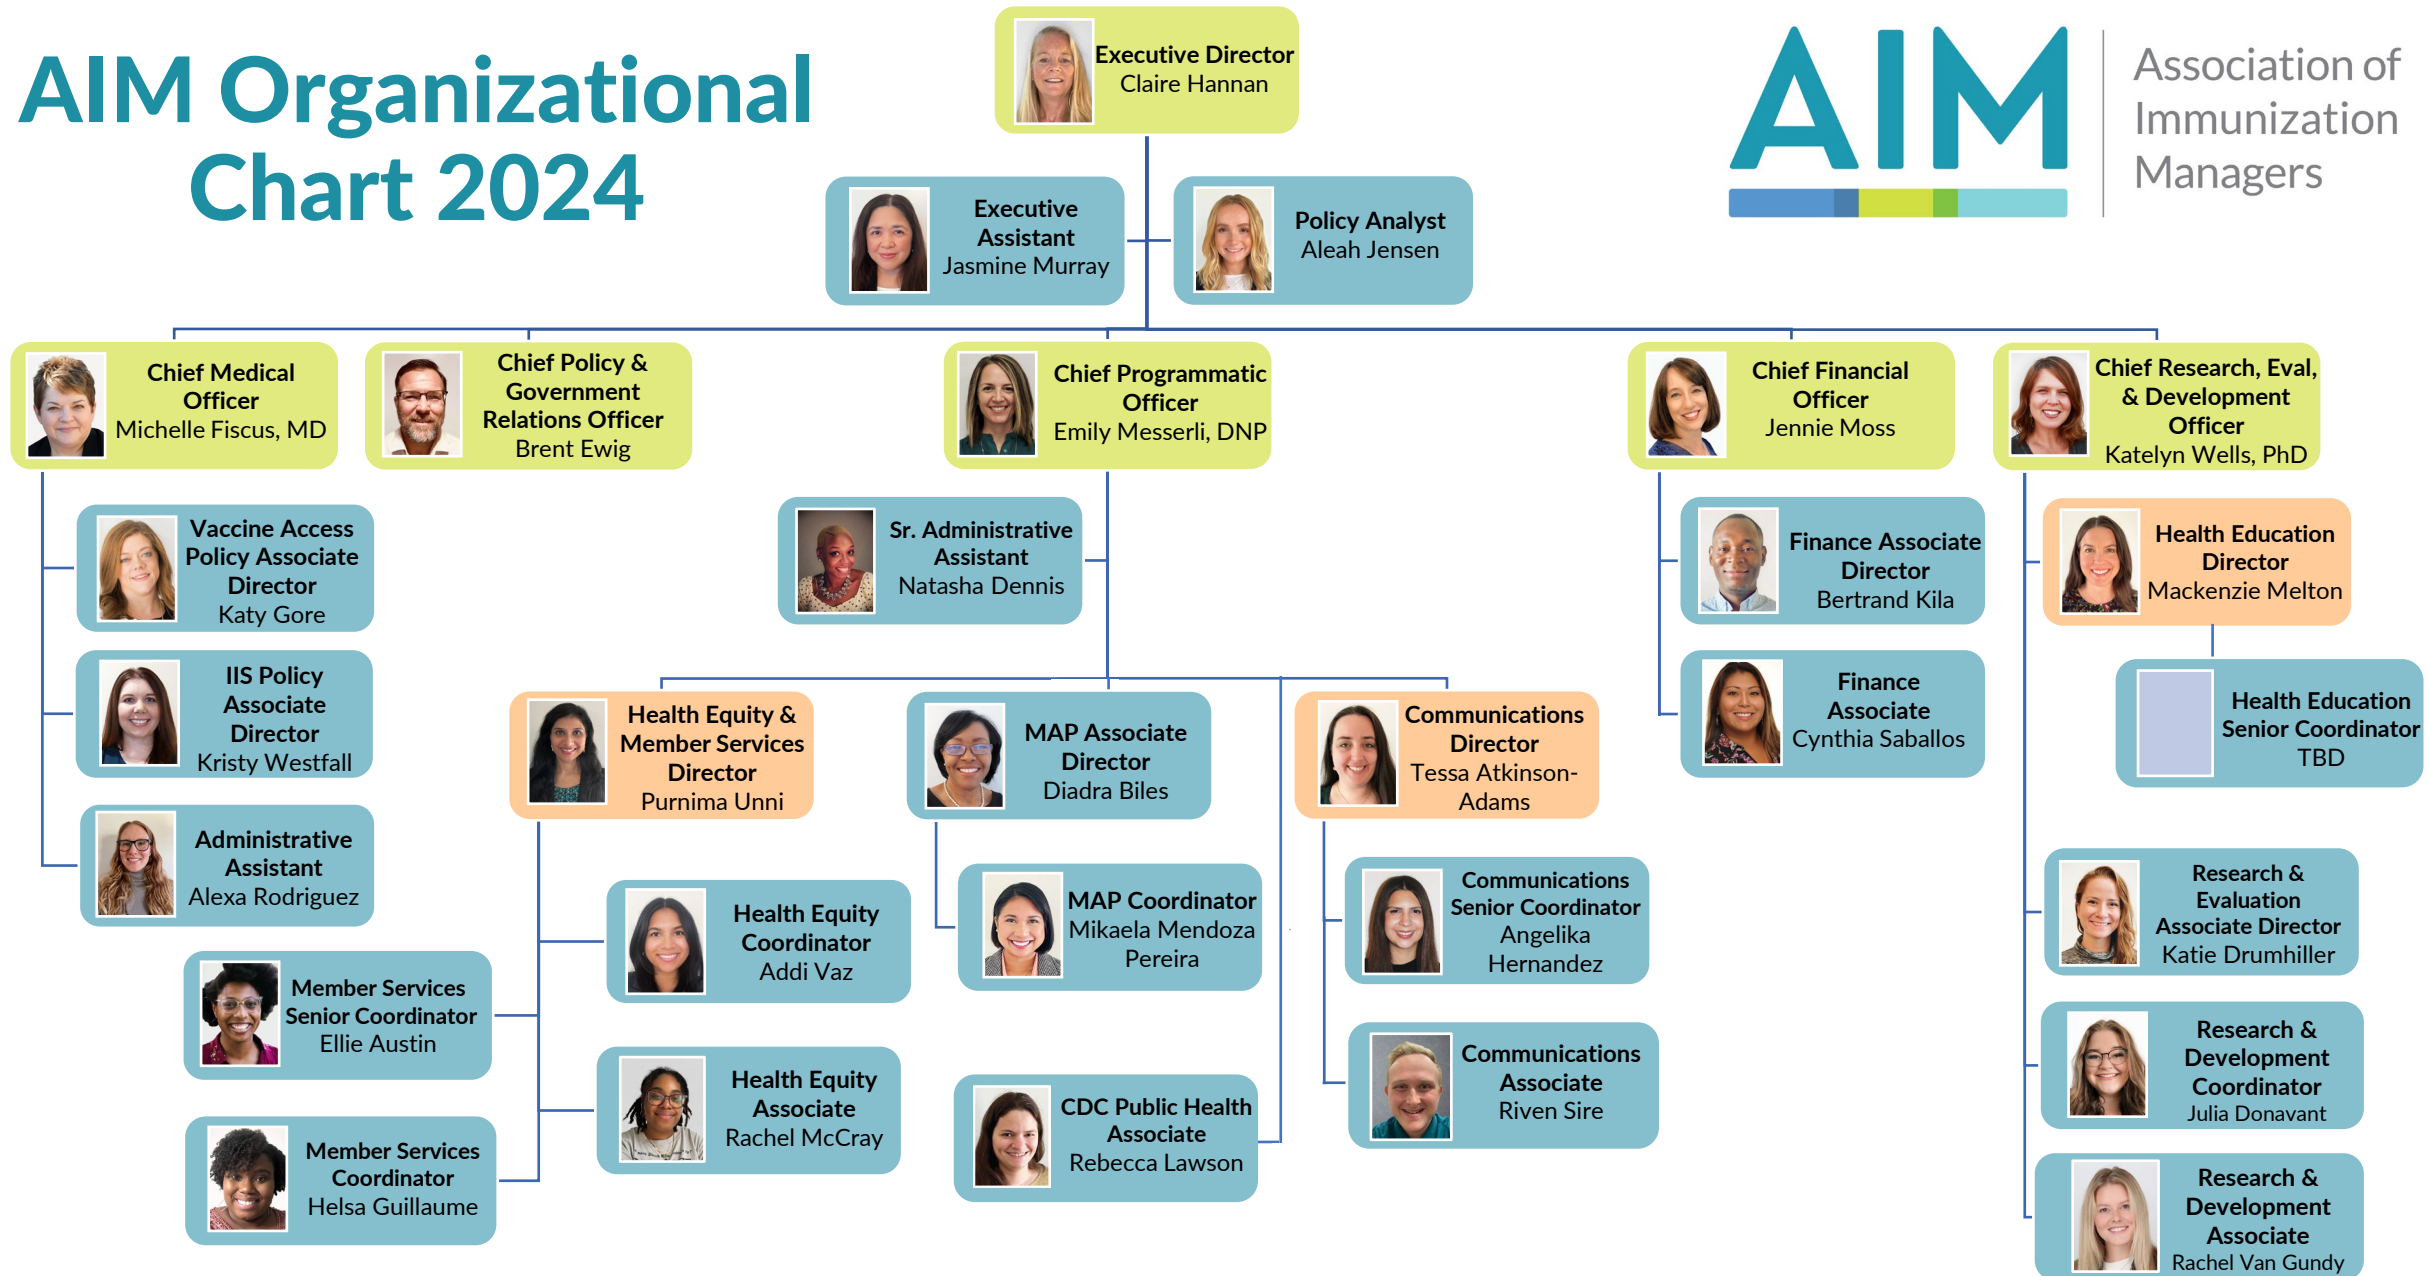 AIM Organizational
Chart 2024
Executive Director
Claire Hannan
AIM
Association of
Immunization
Managers
Executive
Assistant
Jasmine Murray
Policy Analyst
Aleah Jensen
Chief Medical
Officer
Michelle Fiscus, MD
Chief Policy &
Government
Relations Officer
Brent Ewig
Chief Programmatic
Officer
Emily Messerli, DNP
Chief Financial
Officer
Jennie Moss
Chief Research, Eval,
& Development
Officer
Katelyn Wells, PhD
Vaccine Access
Policy Associate
Director
Katy Gore
IIS Policy
Associate
Director
Kristy Westfall
Administrative
Assistant
Alexa Rodriguez
Sr. Administrative
Assistant
Natasha Dennis
Health Equity &
Member Services
Director
Purnima Unni
Health Equity
Coordinator
Addi Vaz
Member Services
Senior Coordinator
Ellie Austin
Health Equity
Associate
Rachel McCray
Member Services
Coordinator
Helsa Guillaume
MAP Associate
Director
Diadra Biles
MAP Coordinator
Mikaela Mendoza
Pereira
CDC Public Health
Associate
Rebecca Lawson
Communications
Director
Tessa Atkinson-
Adams
Communications
Senior Coordinator
Angelika
Hernandez
Communications
Associate
Riven Sire
Finance Associate
Director
Bertrand Kila
Finance
Associate
Cynthia Saballos
Health Education
Director
Mackenzie Melton
Health Education
Senior Coordinator
TBD
Research &
Evaluation
Associate Director
Katie Drumhiller
Research &
Development
Coordinator
Julia Donavant
Research &
Development
Associate
Rachel Van Gundy